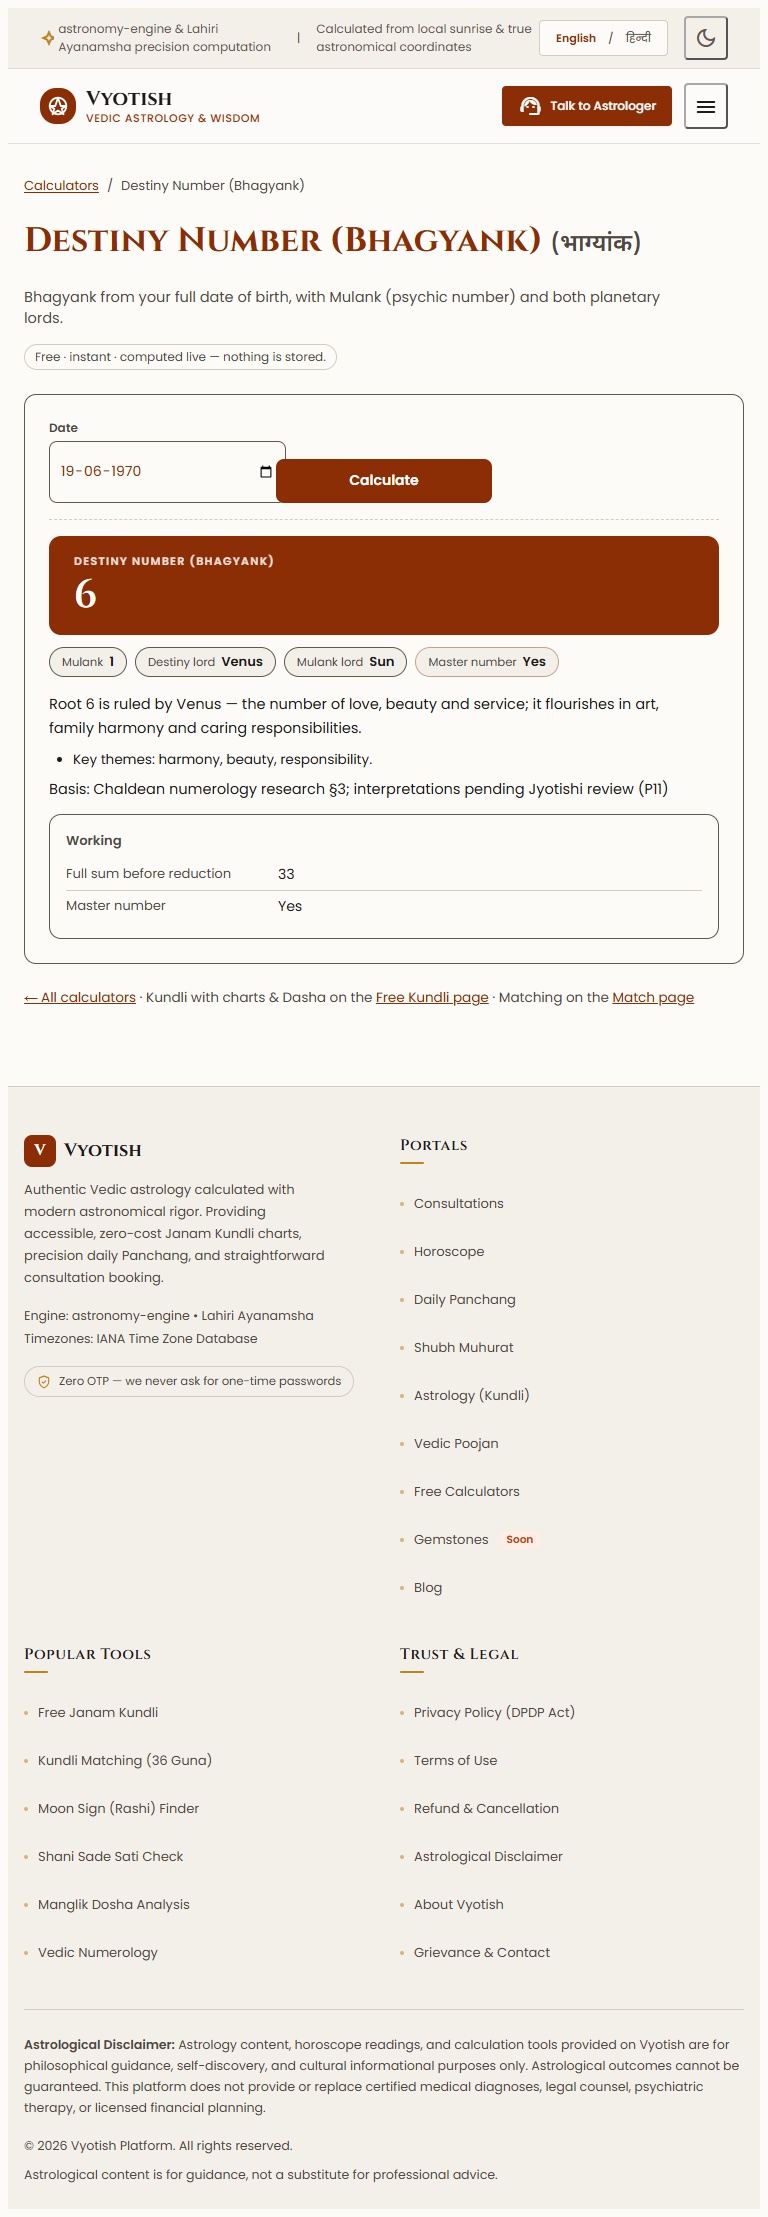 astronomy-engine & Lahiri
Ayanamsha precision computation
|
Calculated from local sunrise & true
astronomical coordinates
English / हिन्दी
Vyotish
VEDIC ASTROLOGY & WISDOM
Talk to Astrologer
Calculators / Destiny Number (Bhagyank)
Destiny Number (Bhagyank) (भाग्यांक)
Bhagyank from your full date of birth, with Mulank (psychic number) and both planetary
lords.
Free · instant · computed live — nothing is stored.
Date
19-06-1970
Calculate
DESTINY NUMBER (BHAGYANK)
6
Mulank 1
Destiny lord Venus
Mulank lord Sun
Master number Yes
Root 6 is ruled by Venus — the number of love, beauty and service; it flourishes in art,
family harmony and caring responsibilities.
• Key themes: harmony, beauty, responsibility.
Basis: Chaldean numerology research §3; interpretations pending Jyotishi review (P11)
Working
Full sum before reduction 33
Master number Yes
← All calculators · Kundli with charts & Dasha on the Free Kundli page · Matching on the Match page
V Vyotish
Authentic Vedic astrology calculated with
modern astronomical rigor. Providing
accessible, zero-cost Janam Kundli charts,
precision daily Panchang, and straightforward
consultation booking.
Engine: astronomy-engine • Lahiri Ayanamsha
Timezones: IANA Time Zone Database
Zero OTP — we never ask for one-time passwords
Portals
Consultations
Horoscope
Daily Panchang
Shubh Muhurat
Astrology (Kundli)
Vedic Poojan
Free Calculators
Gemstones Soon
Blog
Popular Tools
Free Janam Kundli
Kundli Matching (36 Guna)
Moon Sign (Rashi) Finder
Shani Sade Sati Check
Manglik Dosha Analysis
Vedic Numerology
Trust & Legal
Privacy Policy (DPDP Act)
Terms of Use
Refund & Cancellation
Astrological Disclaimer
About Vyotish
Grievance & Contact
Astrological Disclaimer: Astrology content, horoscope readings, and calculation tools provided on Vyotish are for
philosophical guidance, self-discovery, and cultural informational purposes only. Astrological outcomes cannot be
guaranteed. This platform does not provide or replace certified medical diagnoses, legal counsel, psychiatric
therapy, or licensed financial planning.
© 2026 Vyotish Platform. All rights reserved.
Astrological content is for guidance, not a substitute for professional advice.